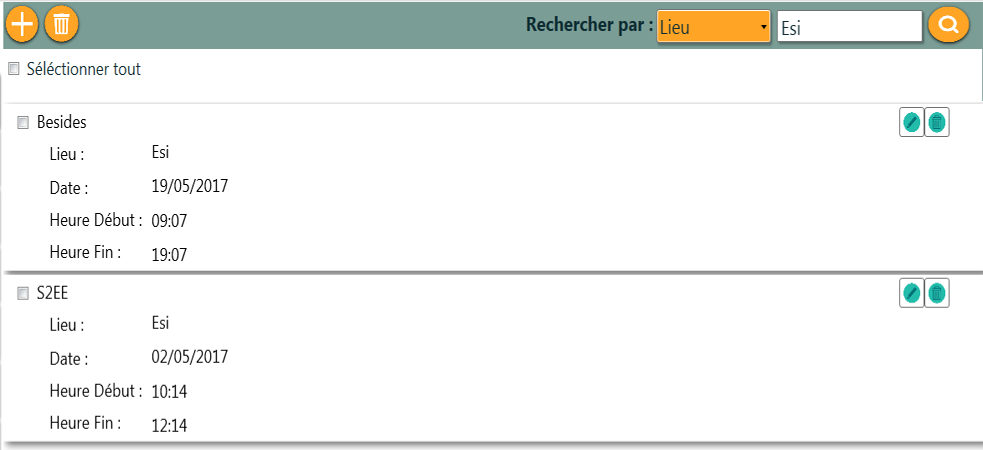 Rechercher par : Lieu Esi
Séléctionner tout
Besides
Lieu : Esi
Date : 19/05/2017
Heure Début : 09:07
Heure Fin : 19:07
S2EE
Lieu : Esi
Date : 02/05/2017
Heure Début : 10:14
Heure Fin : 12:14